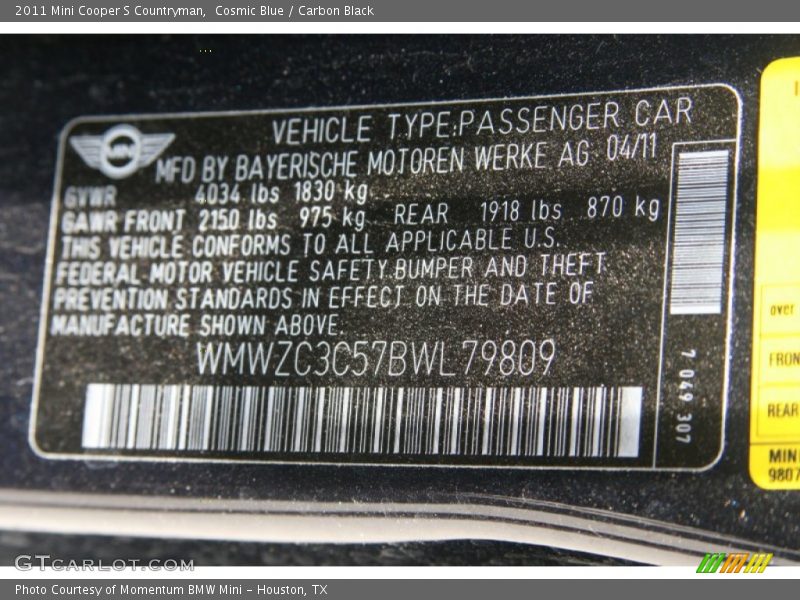 2011 Mini Cooper S Countryman,  Cosmic Blue / Carbon Black
VEHICLE TYPE:PASSENGER CAR
MFD BY BAYERISCHE MOTOREN WERKE AG 04/11
GVWR 4034 lbs 1830 kg
GAWR FRONT 2150 lbs 975 kg REAR 1918 lbs 870 kg
THIS VEHICLE CONFORMS TO ALL APPLICABLE U.S.
FEDERAL MOTOR VEHICLE SAFETY,BUMPER AND THEFT
PREVENTION STANDARDS IN EFFECT ON THE DATE OF
MANUFACTURE SHOWN ABOVE.
WMWZC3C57BWL79809
7 049 307
over
FRON
REAR
MINI
9807
GTcarlot.com
Photo Courtesy of Momentum BMW Mini - Houston, TX